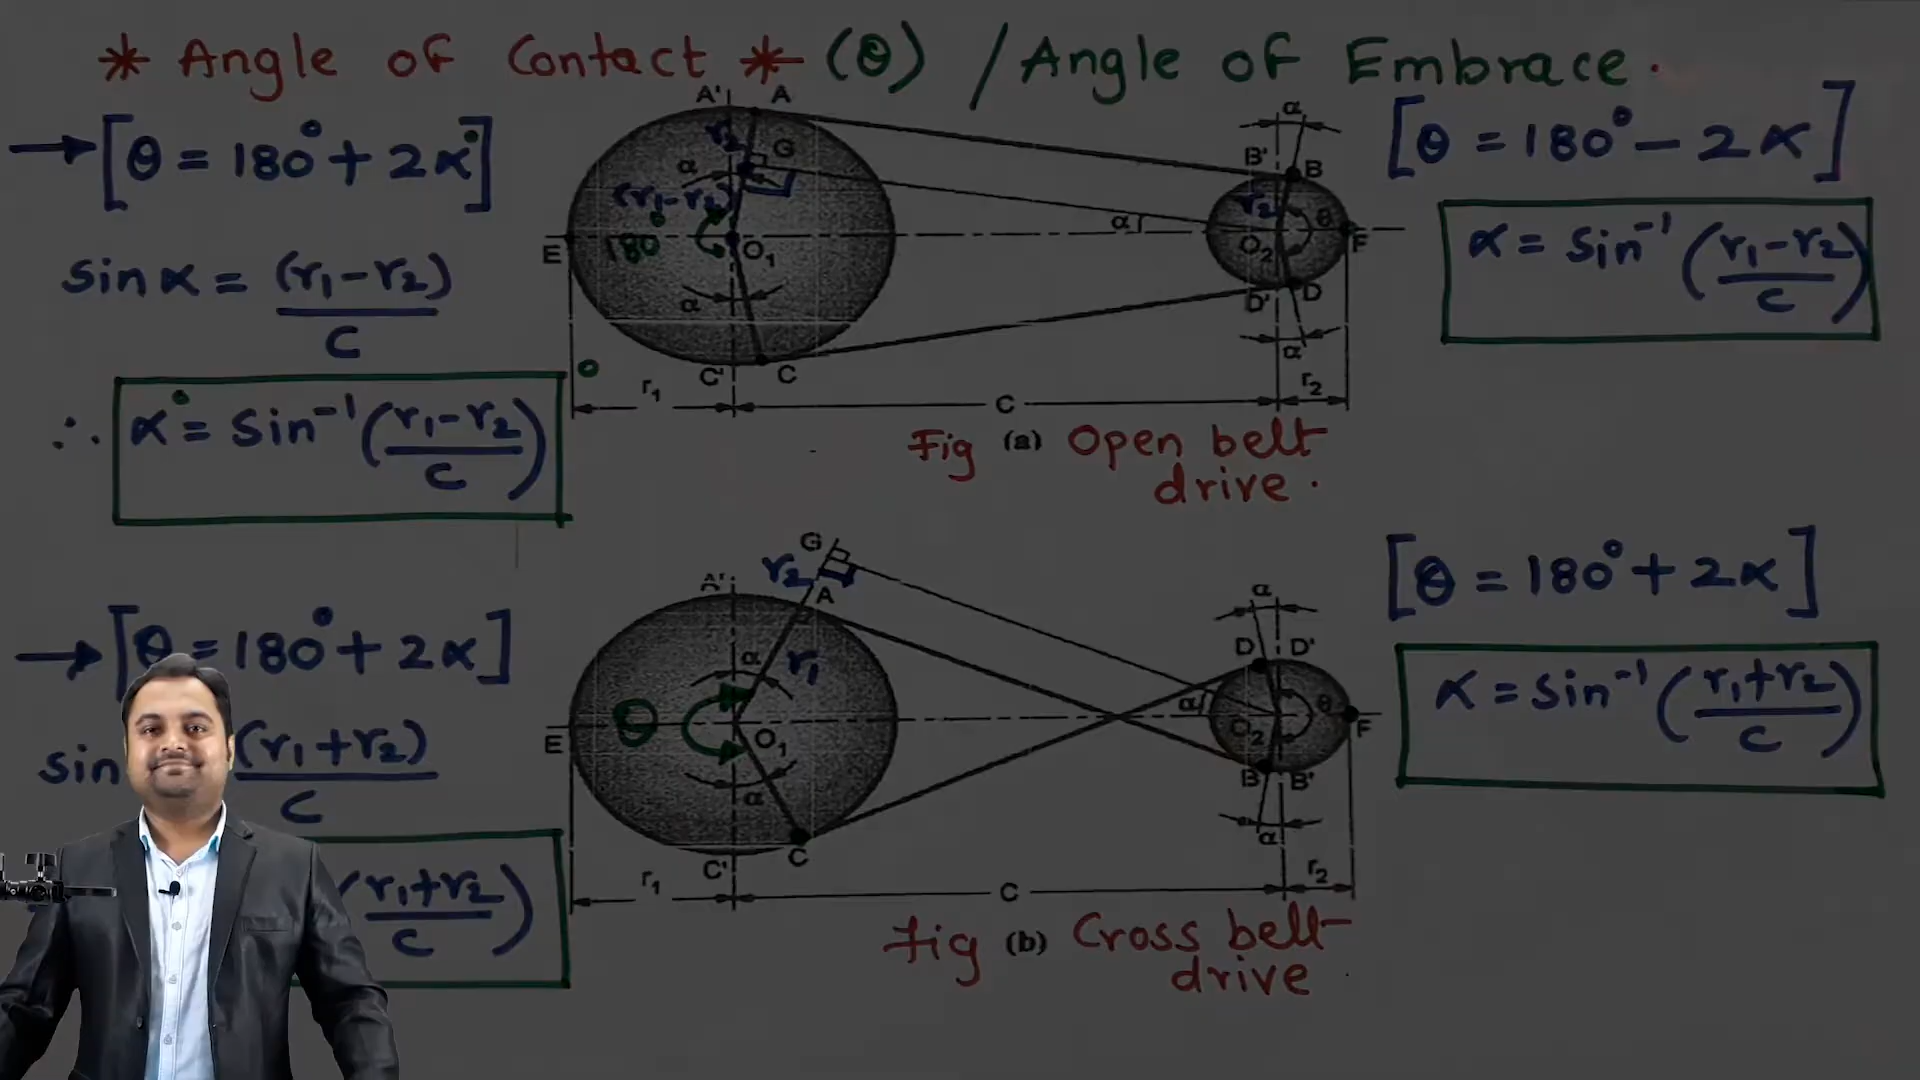 * Angle of Contact * (θ) / Angle of Embrace.
→ [θ = 180° + 2α°]
sin α = (r₁-r₂)/C
∴ α° = Sin⁻¹ (r₁-r₂/C)
A' A
r₂
G
α
(r₁-r₂)
180°
E
O₁
α
C' C
r₁
C
α
α
B' B
r₂
θ
O₂
F
D' D
α
r₂
Fig (a) Open belt
drive.
[θ = 180° - 2α]
α = Sin⁻¹ (r₁-r₂/C)
→ [θ = 180° + 2α]
sin (r₁+r₂)/C
(r₁+r₂/C)
G
r₂
A' A
α
r₁
θ
E
O₁
α
C' C
r₁
C
α
D D'
α
θ
O₂
F
B B'
α
r₂
Fig (b) Cross belt
drive.
[θ = 180° + 2α]
α = Sin⁻¹ (r₁+r₂/C)